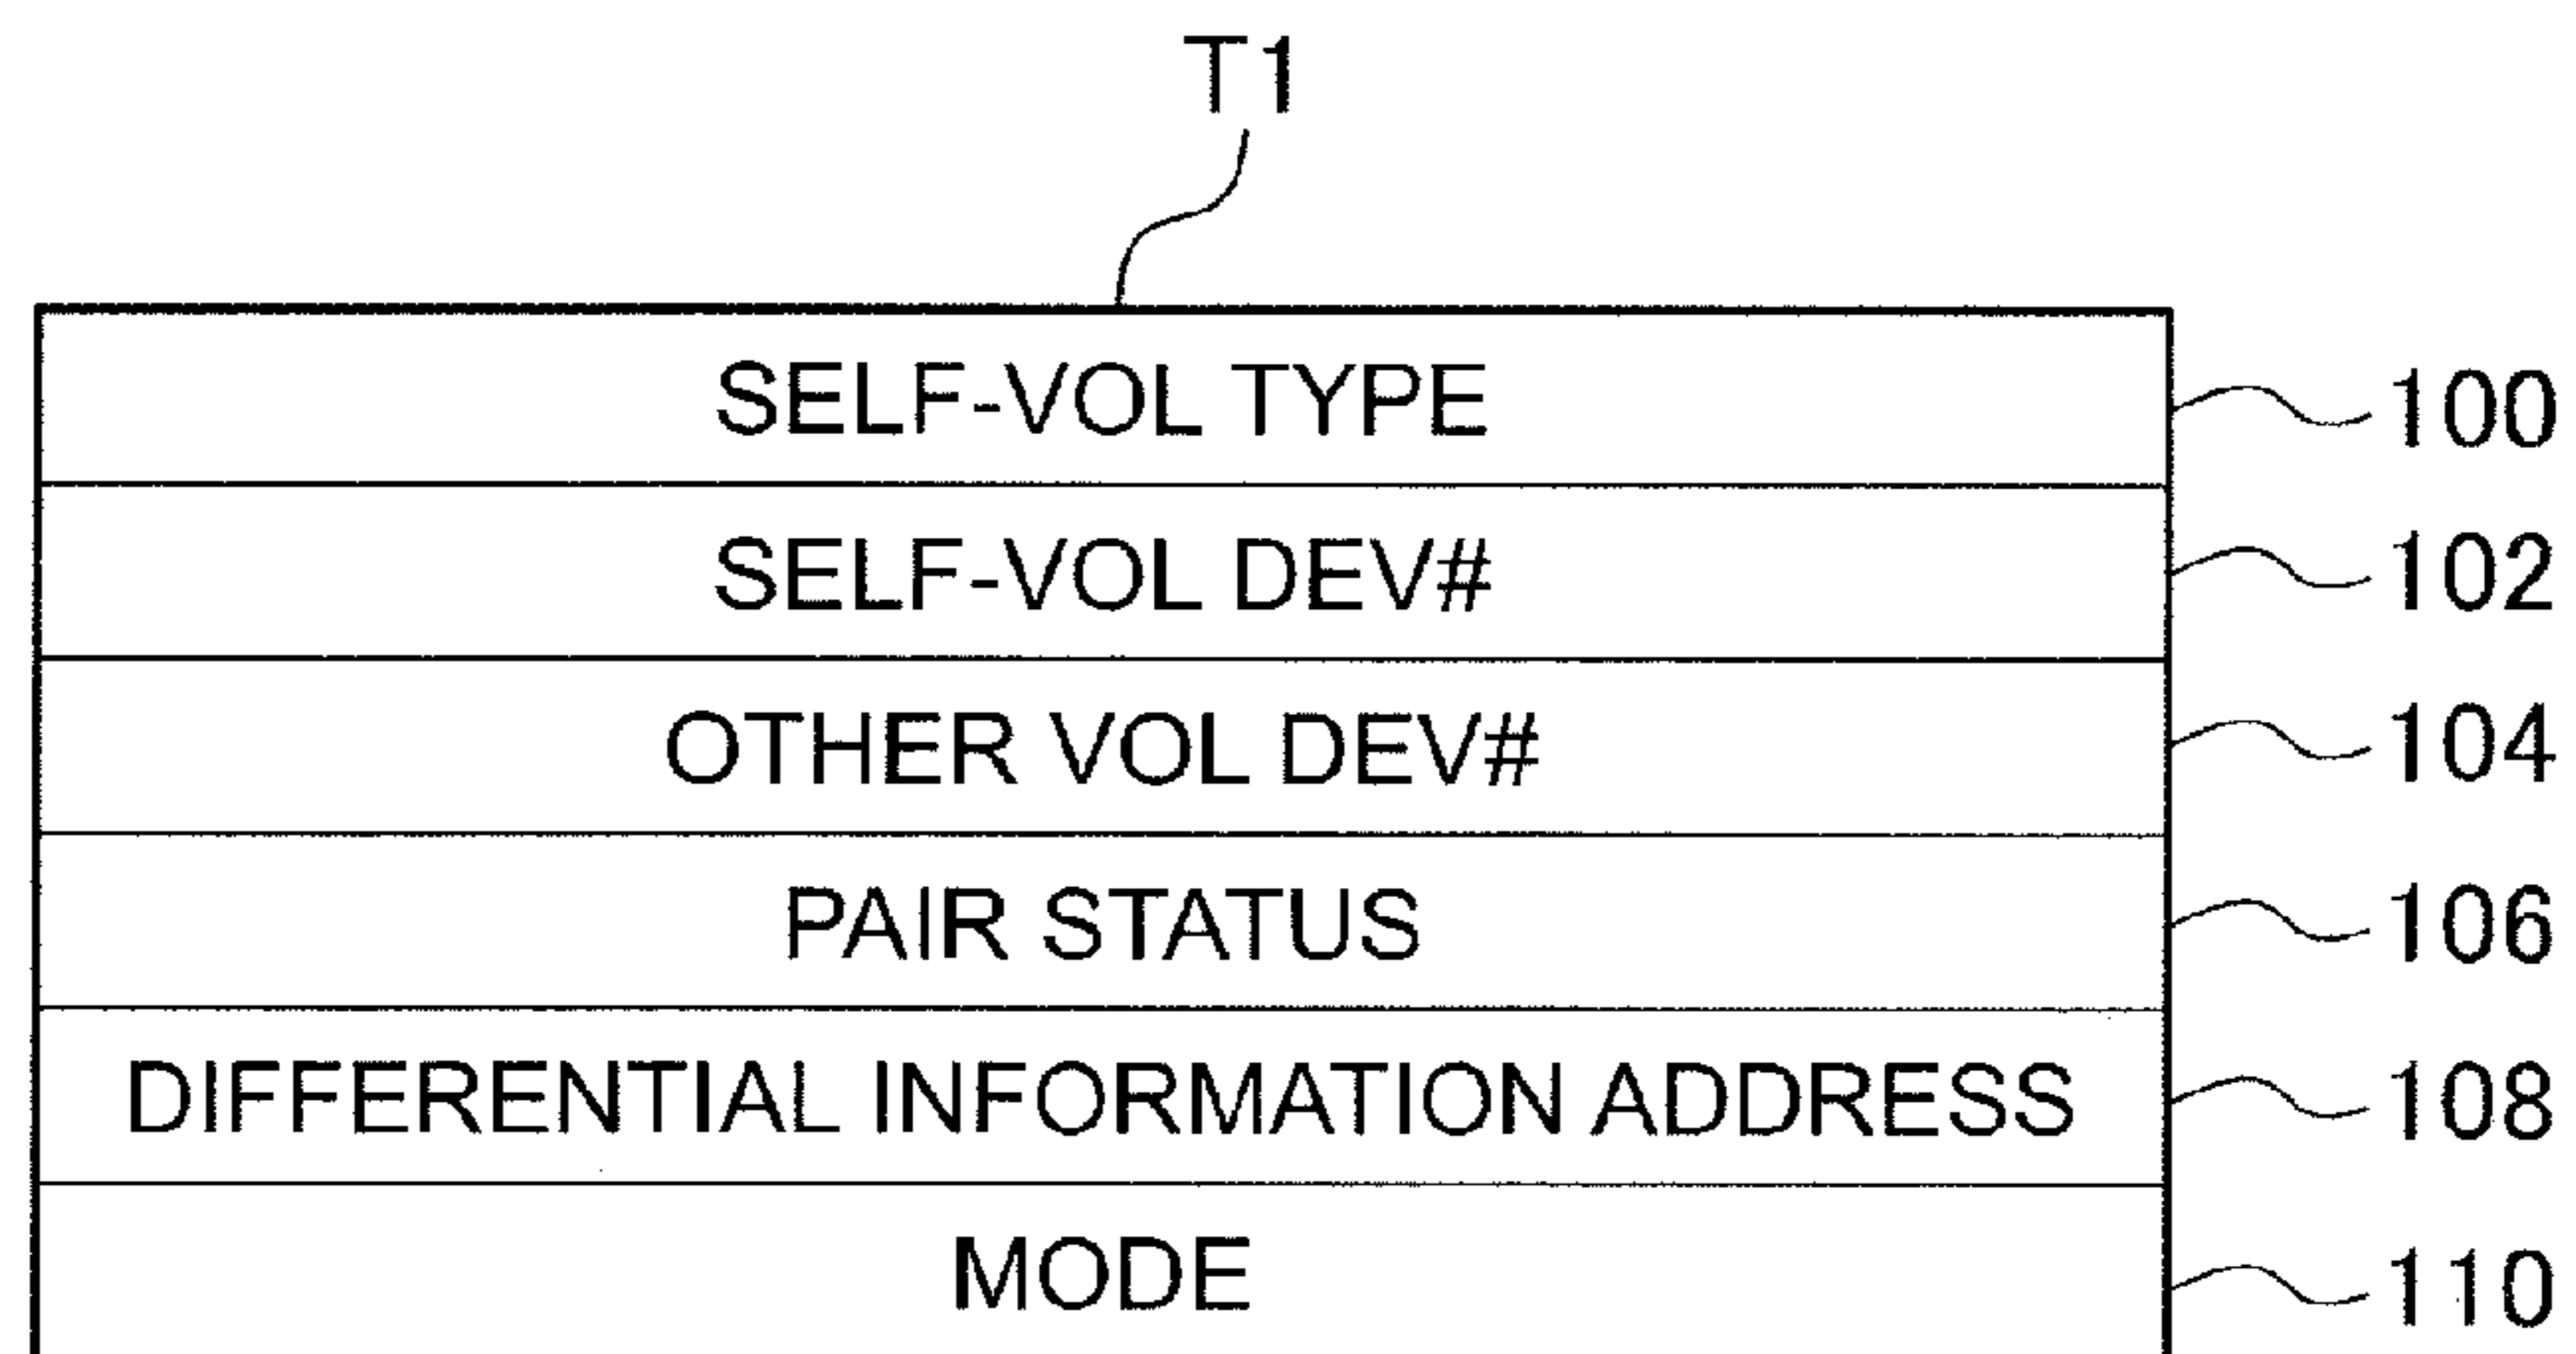 T1
SELF-VOL TYPE 100
SELF-VOL DEV# 102
OTHER VOL DEV# 104
PAIR STATUS 106
DIFFERENTIAL INFORMATION ADDRESS 108
MODE 110